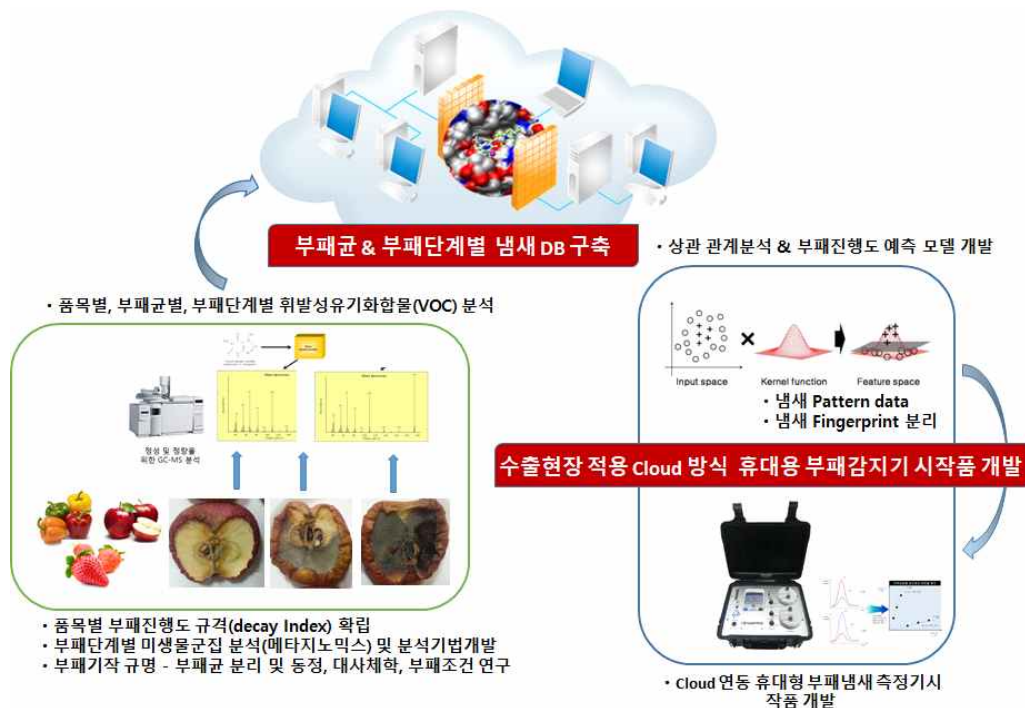 부패균 & 부패단계별 냄새 DB 구축
・품목별, 부패균별, 부패단계별 휘발성유기화합물(VOC) 분석
정성 및 정량을
위한 GC-MS 분석
・품목별 부패진행도 규격(decay Index) 확립
・부패단계별 미생물군집 분석(메타지노믹스) 및 분석기법개발
・부패기작 규명 - 부패균 분리 및 동정, 대사체학, 부패조건 연구
・상관 관계분석 & 부패진행도 예측 모델 개발
Input space
Kernel function
Feature space
・냄새 Pattern data
・냄새 Fingerprint 분리
수출현장 적용 Cloud 방식 휴대용 부패감지기 시작품 개발
・Cloud 연동 휴대형 부패냄새 측정기시
작품 개발